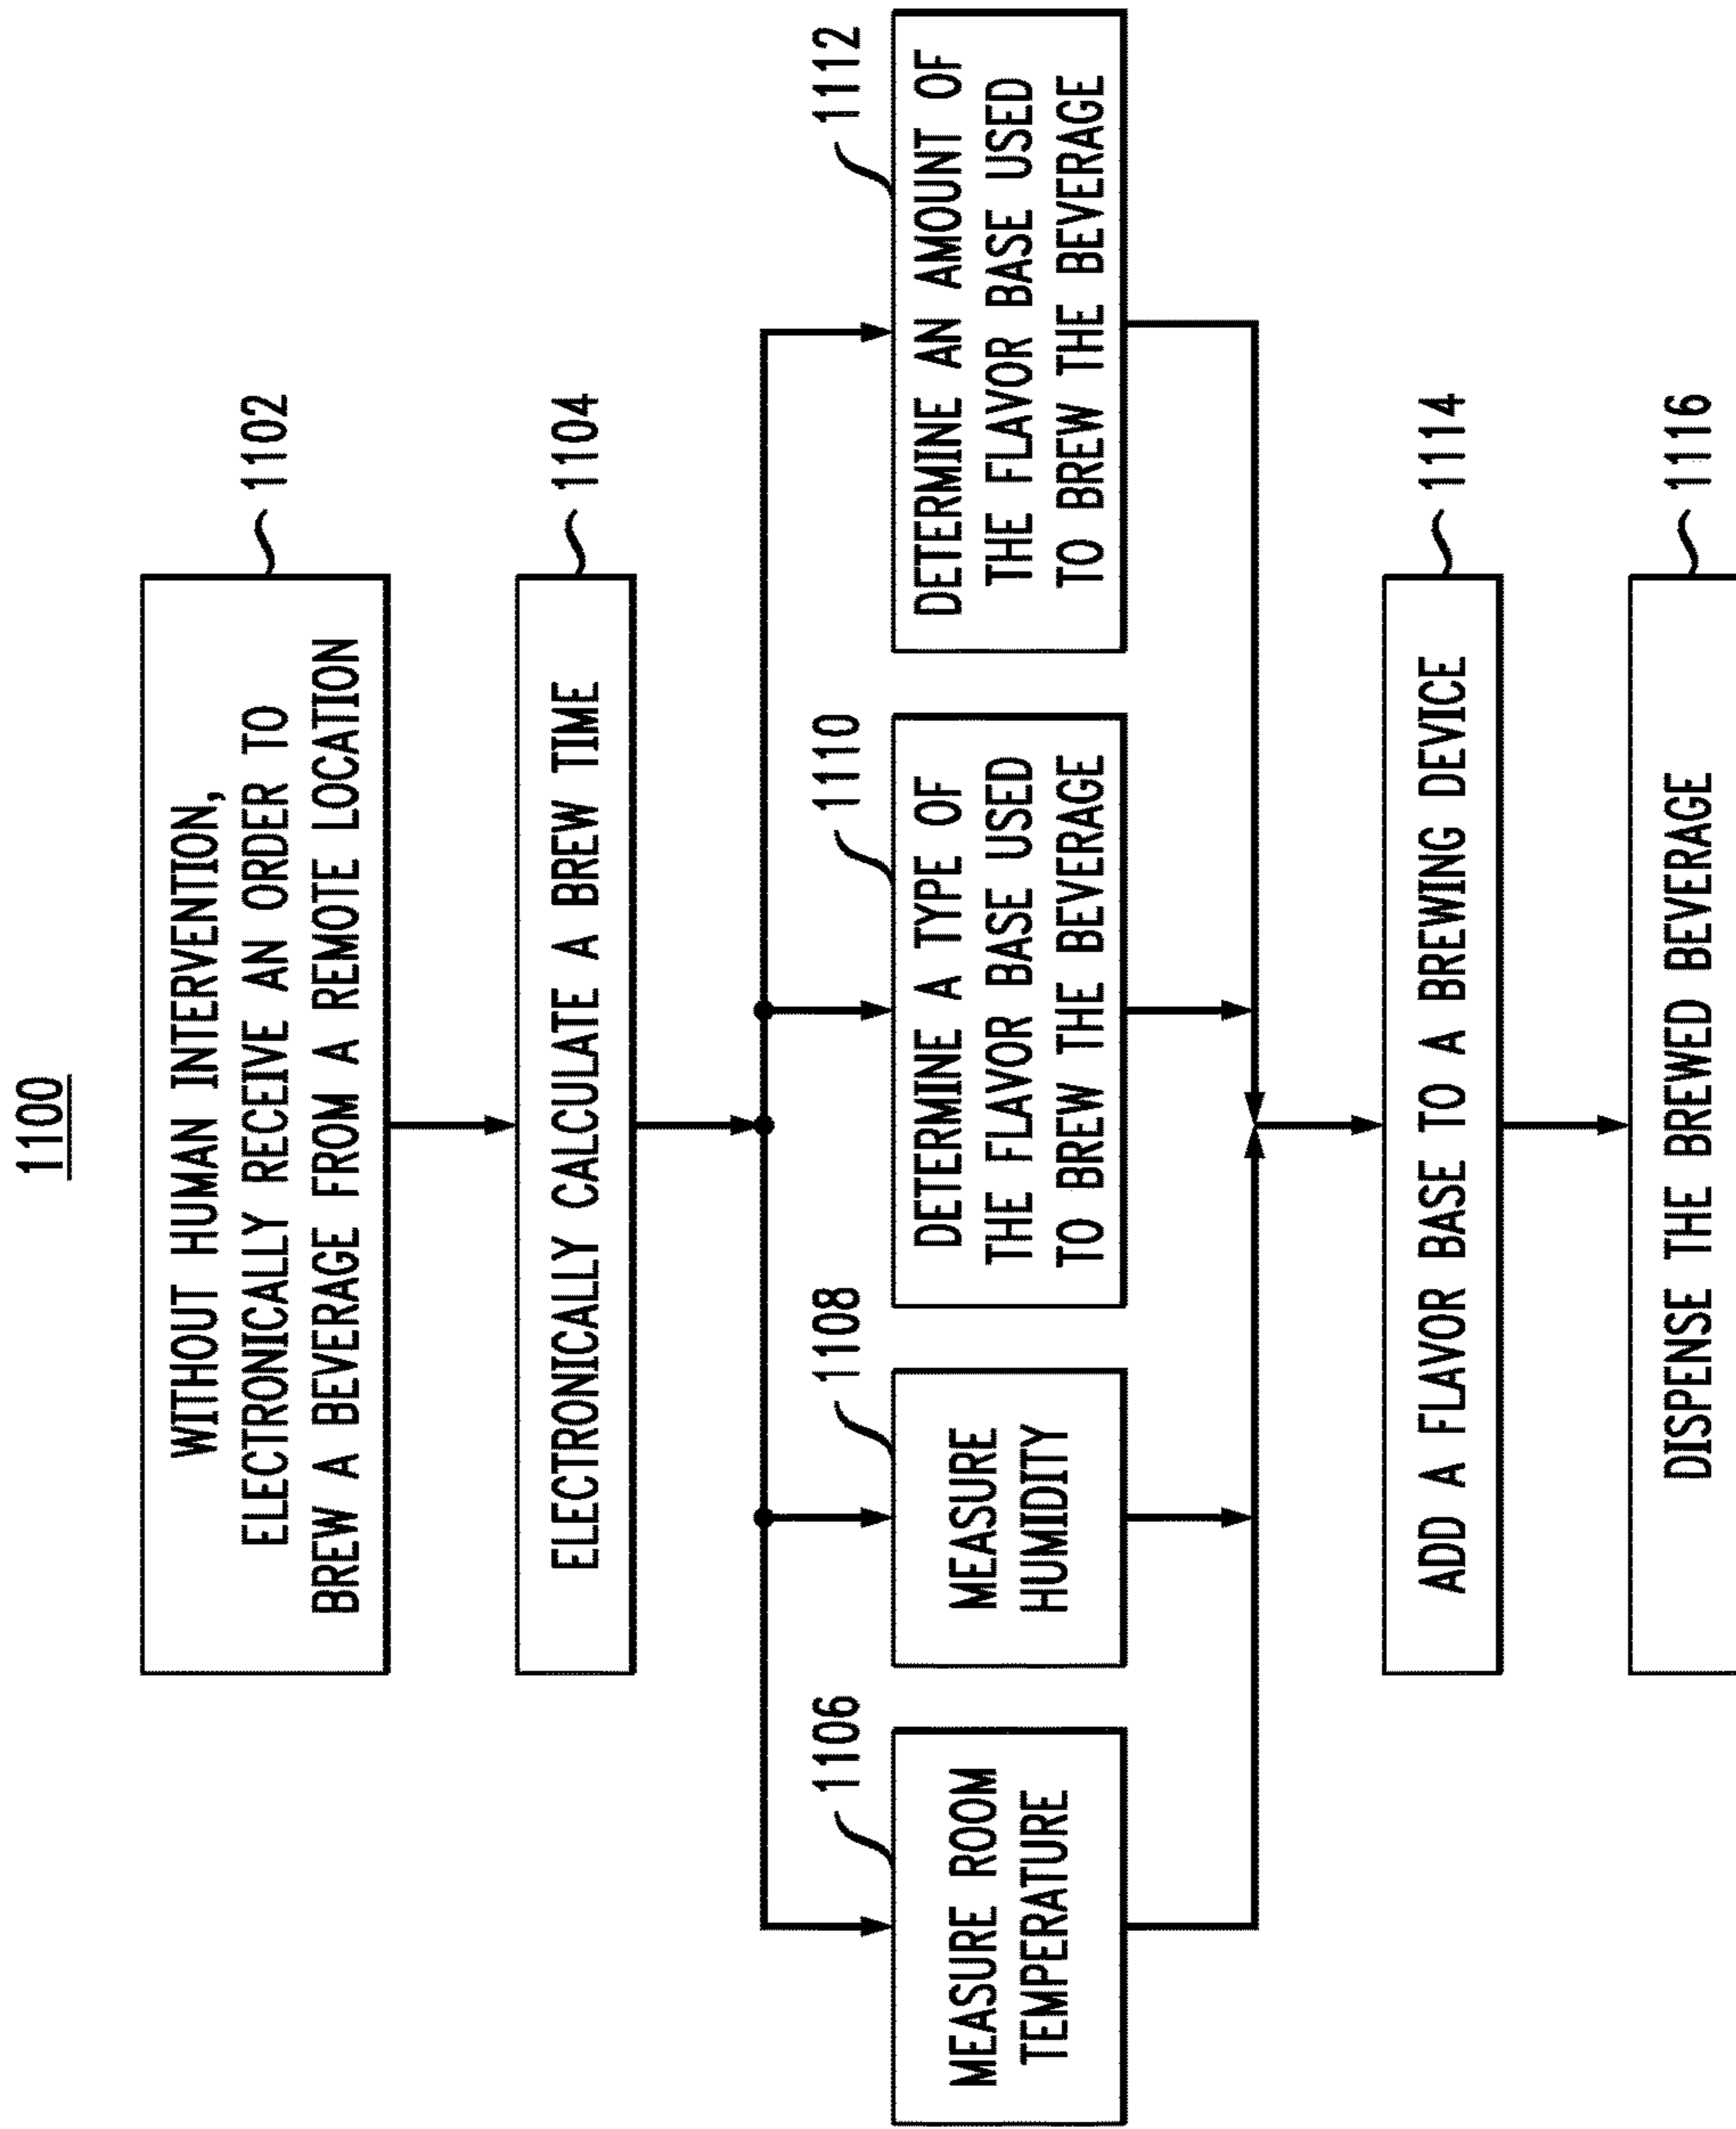 1100
WITHOUT HUMAN INTERVENTION,
ELECTRONICALLY RECEIVE AN ORDER TO
BREW A BEVERAGE FROM A REMOTE LOCATION
1102
ELECTRONICALLY CALCULATE A BREW TIME
1104
MEASURE ROOM
TEMPERATURE
1106
MEASURE
HUMIDITY
1108
DETERMINE A TYPE OF
THE FLAVOR BASE USED
TO BREW THE BEVERAGE
1110
DETERMINE AN AMOUNT OF
THE FLAVOR BASE USED
TO BREW THE BEVERAGE
1112
ADD A FLAVOR BASE TO A BREWING DEVICE
1114
DISPENSE THE BREWED BEVERAGE
1116